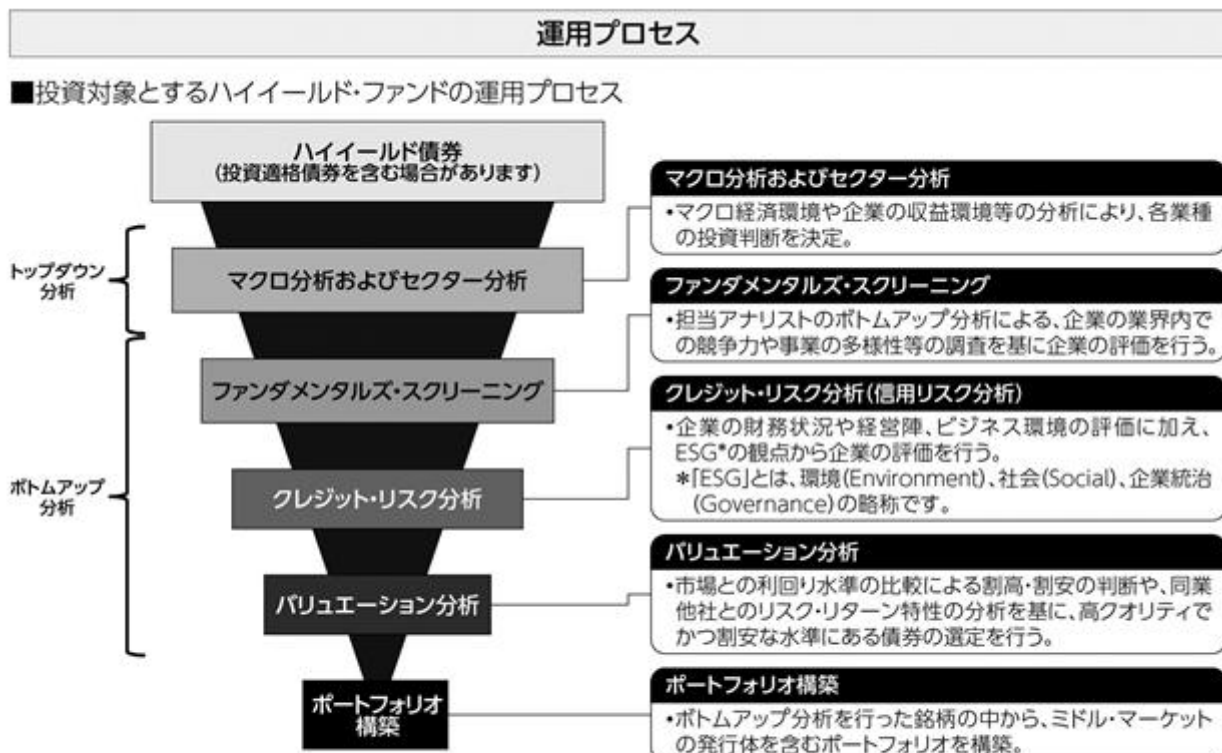 運用プロセス
■投資対象とするハイイールド・ファンドの運用プロセス
ハイイールド債券
(投資適格債券を含む場合があります)
トップダウン
分析
マクロ分析およびセクター分析
ファンダメンタルズ・スクリーニング
ボトムアップ
分析
クレジット・リスク分析
バリュエーション分析
ポートフォリオ
構築
マクロ分析およびセクター分析
•マクロ経済環境や企業の収益環境等の分析により、各業種
の投資判断を決定。
ファンダメンタルズ・スクリーニング
•担当アナリストのボトムアップ分析による、企業の業界内で
の競争力や事業の多様性等の調査を基に企業の評価を行う。
クレジット・リスク分析(信用リスク分析)
•企業の財務状況や経営陣、ビジネス環境の評価に加え、
ESG*の観点から企業の評価を行う。
*「ESG」とは、環境(Environment)、社会(Social)、企業統治
(Governance)の略称です。
バリュエーション分析
•市場との利回り水準の比較による割高・割安の判断や、同業
他社とのリスク・リターン特性の分析を基に、高クオリティで
かつ割安な水準にある債券の選定を行う。
ポートフォリオ構築
•ボトムアップ分析を行った銘柄の中から、ミドル・マーケット
の発行体を含むポートフォリオを構築。